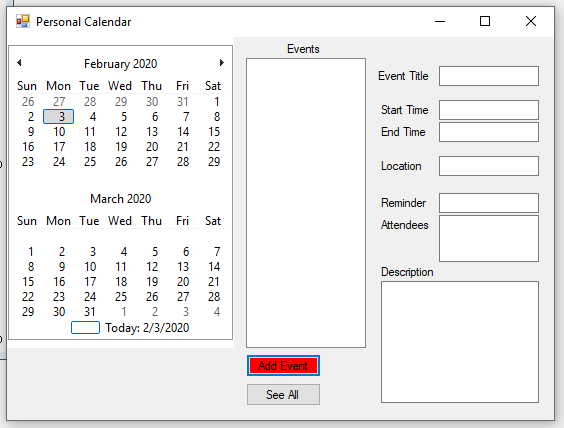 Personal Calendar
February 2020
Sun Mon Tue Wed Thu Fri Sat
26 27 28 29 30 31 1
2 3 4 5 6 7 8
9 10 11 12 13 14 15
16 17 18 19 20 21 22
23 24 25 26 27 28 29
March 2020
Sun Mon Tue Wed Thu Fri Sat
1 2 3 4 5 6 7
8 9 10 11 12 13 14
15 16 17 18 19 20 21
22 23 24 25 26 27 28
29 30 31 1 2 3 4
Today: 2/3/2020
Events
Add Event
See All
Event Title
Start Time
End Time
Location
Reminder
Attendees
Description